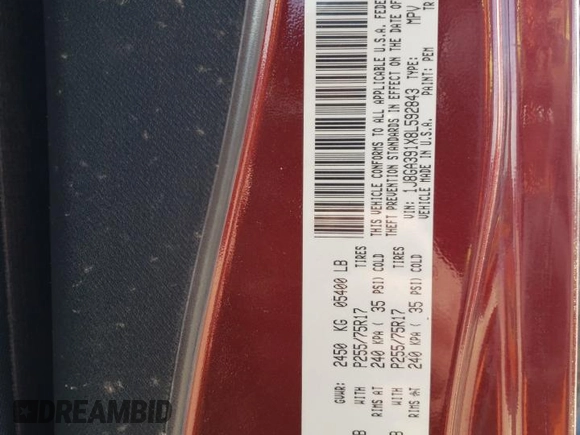 GVWR: 2450 KG 05400 LB
WITH P255/75R17 TIRES
RIMS AT 240 KPA ( 35 PSI) COLD
WITH P255/75R17 TIRES
RIMS AT 240 KPA ( 35 PSI) COLD
THIS VEHICLE CONFORMS TO ALL APPLICABLE U.S.A. FEDE
THEFT PREVENTION STANDARDS IN EFFECT ON THE DATE OF
VIN: 1J8GA391X8L592843 TYPE: MPV
VEHICLE MADE IN U.S.A. PAINT: PEM TR
DREAMBID